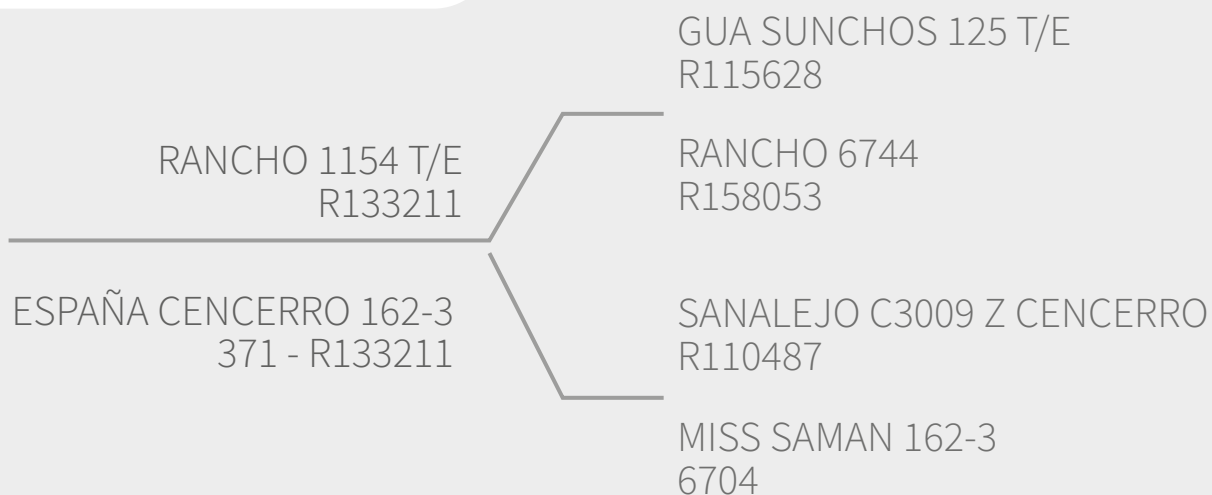 RANCHO 1154 T/E
R133211
ESPAÑA CENCERRO 162-3
371 - R133211
GUA SUNCHOS 125 T/E
R115628
RANCHO 6744
R158053
SANALEJO C3009 Z CENCERRO
R110487
MISS SAMAN 162-3
6704